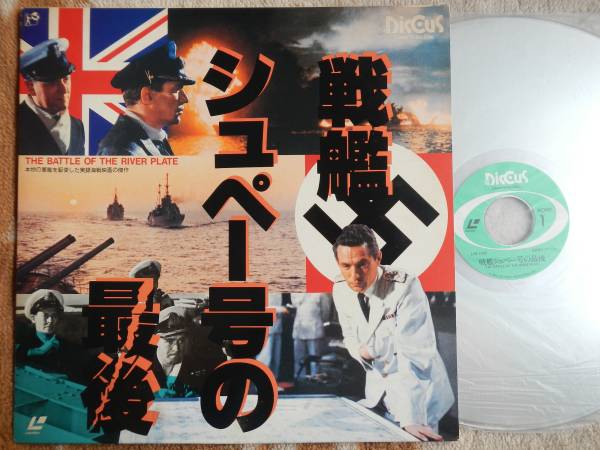 Discus
戦艦
シュペー号の
最後
THE BATTLE OF THE RIVER PLATE
本物の軍艦を駆使した実録海戦映画の傑作
Discus
1
戦艦シュペー号の最後